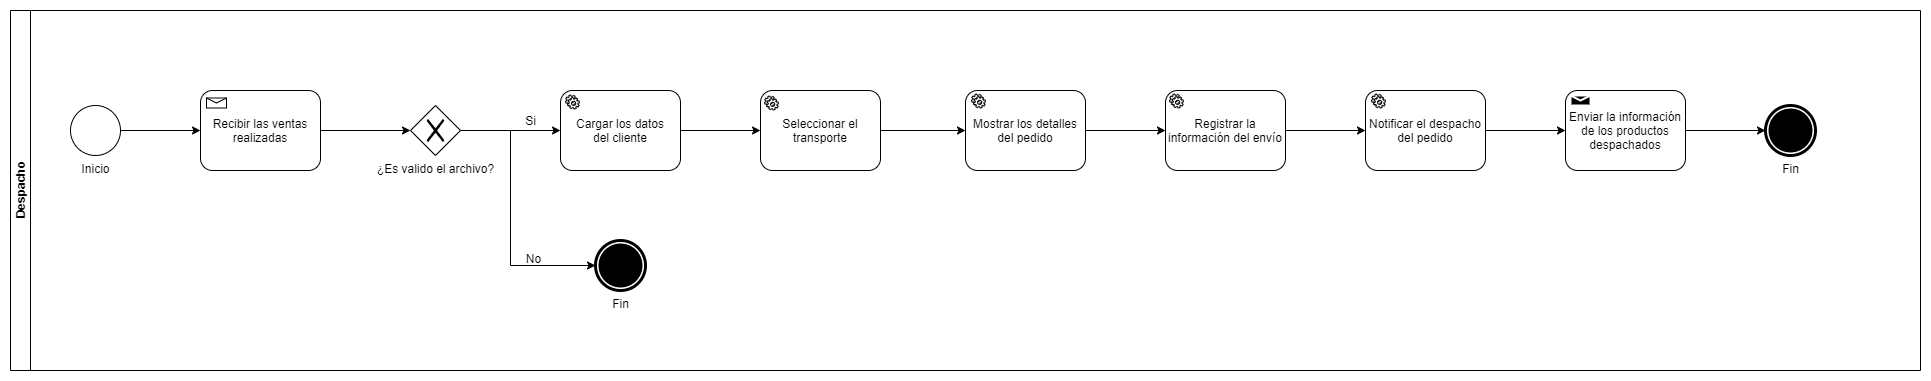 Despacho
Inicio
Recibir las ventas
realizadas
¿Es valido el archivo?
Si
No
Fin
Cargar los datos
del cliente
Seleccionar el
transporte
Mostrar los detalles
del pedido
Registrar la
información del envío
Notificar el despacho
del pedido
Enviar la información
de los productos
despachados
Fin